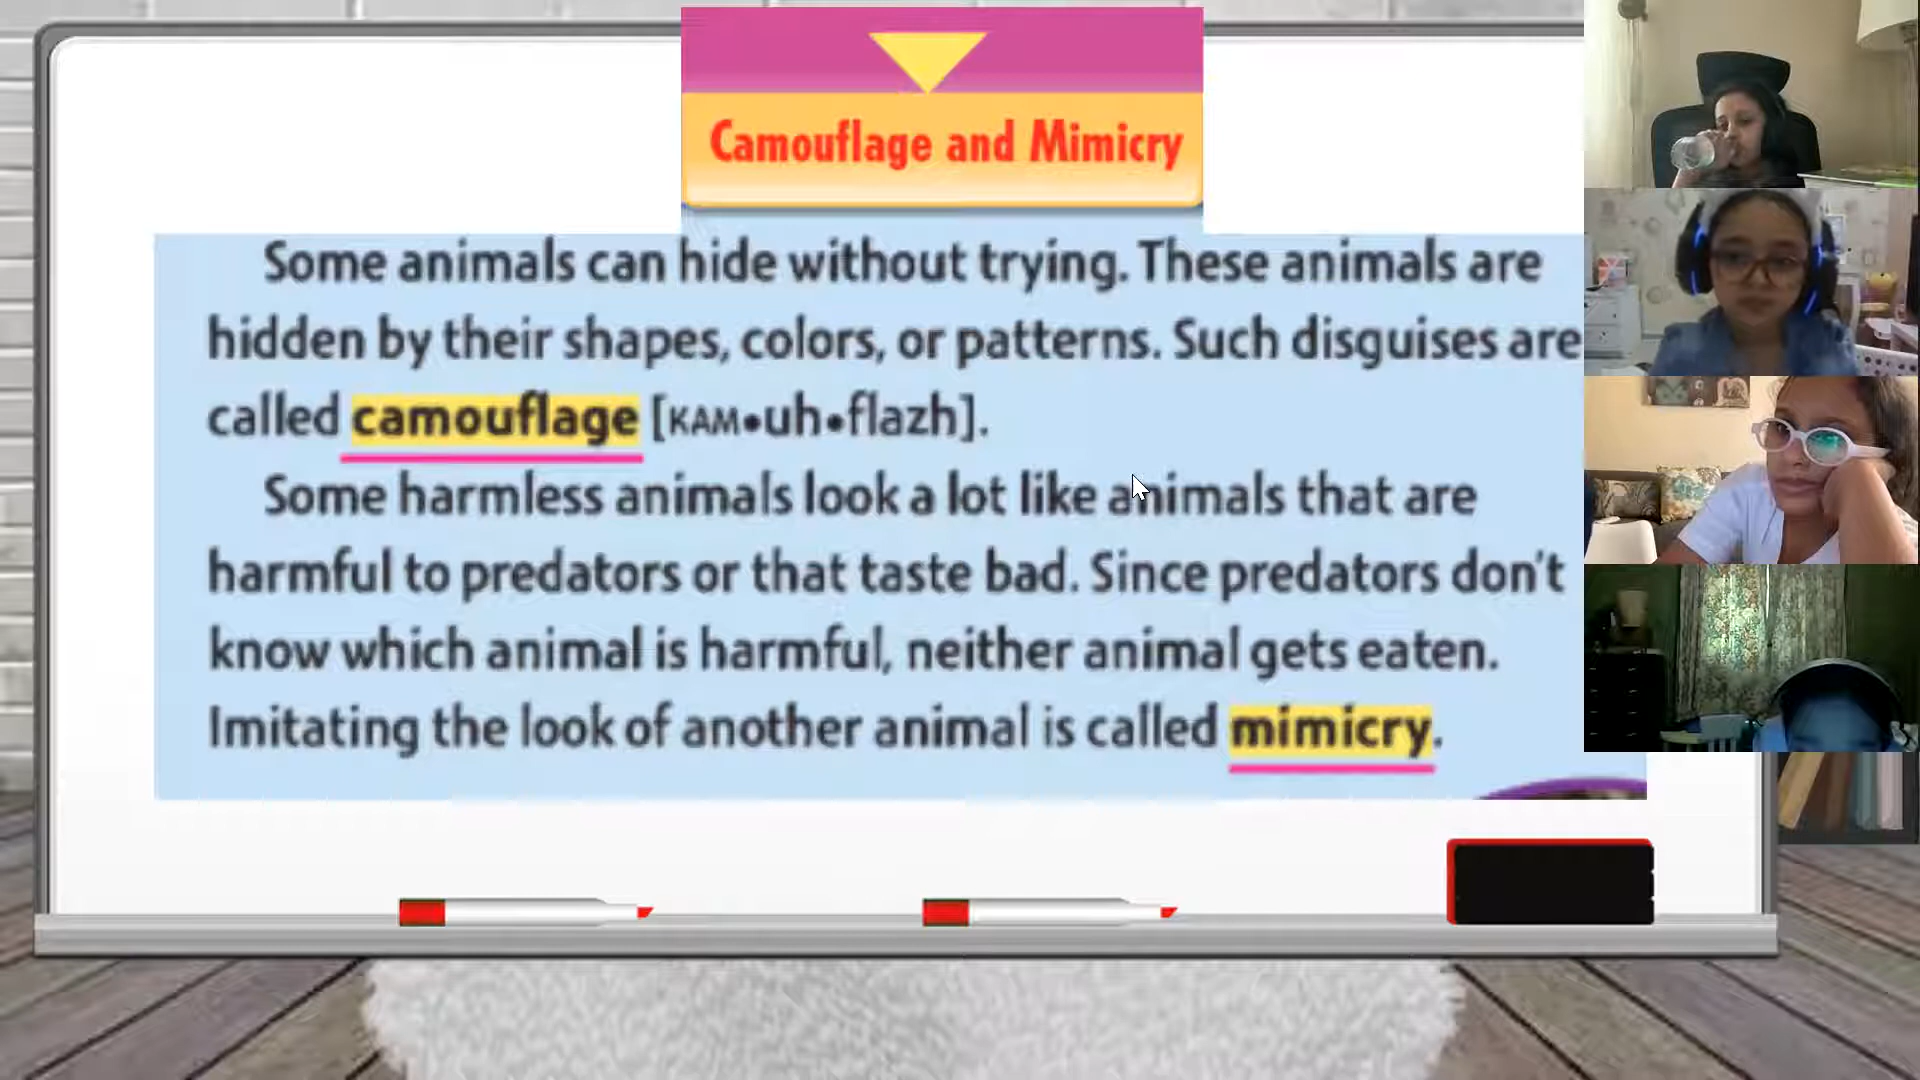 Camouflage and Mimicry
Some animals can hide without trying. These animals are
hidden by their shapes, colors, or patterns. Such disguises are
called camouflage [KAM•uh•flazh].
Some harmless animals look a lot like animals that are
harmful to predators or that taste bad. Since predators don't
know which animal is harmful, neither animal gets eaten.
Imitating the look of another animal is called mimicry.